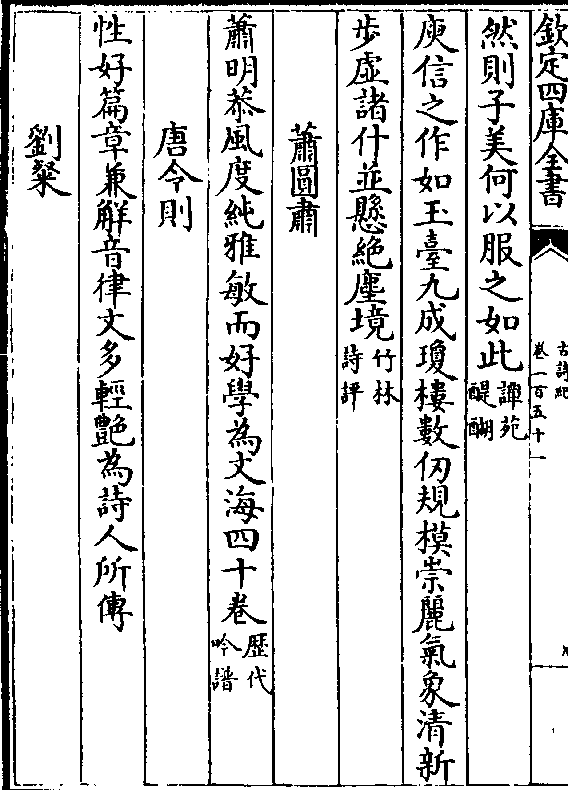 欽定四庫全書
古詩紀
卷一百五十一
然則子美何以服之如此譚苑醍醐
庾信之作如玉臺九成瓊樓數仞規模崇麗氣象清新
步虛諸什並懸絶塵境竹林詩評
蕭圓肅
蕭明恭風度純雅敏而好學為文海四十卷歷代吟譜
唐令則
性好篇章兼解音律文多輕艷為詩人所傳
劉粲